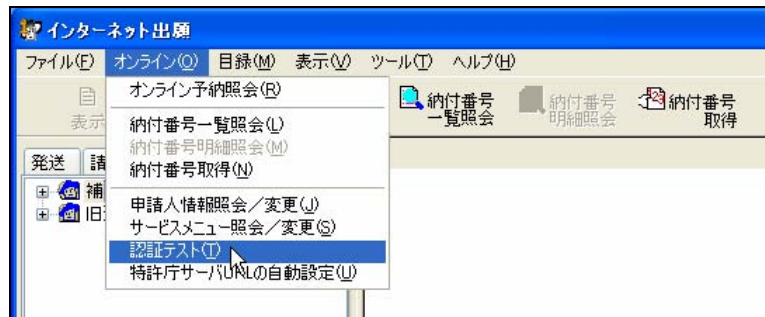 インターネット出願
ファイル(F) オンライン(O) 目録(M) 表示(V) ツール(T) ヘルプ(H)
オンライン予納照会(R)
納付番号一覧照会(L)
納付番号明細照会(M)
納付番号取得(N)
申請人情報照会／変更(J)
サービスメニュー照会／変更(S)
認証テスト(T)
特許庁サーバURLの自動設定(U)
表示
納付番号
一覧照会
納付番号
明細照会
納付番号
取得
発送 請
補
旧